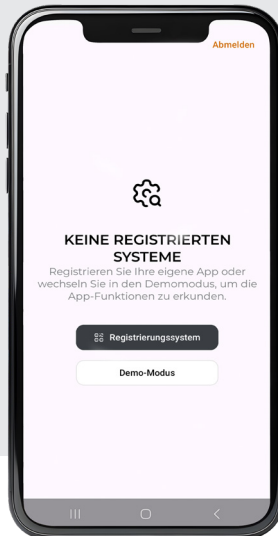 Abmelden
KEINE REGISTRIERTEN
SYSTEME
Registrieren Sie Ihre eigene App oder
wechseln Sie in den Demomodus, um die
App-Funktionen zu erkunden.
Registrierungssystem
Demo-Modus